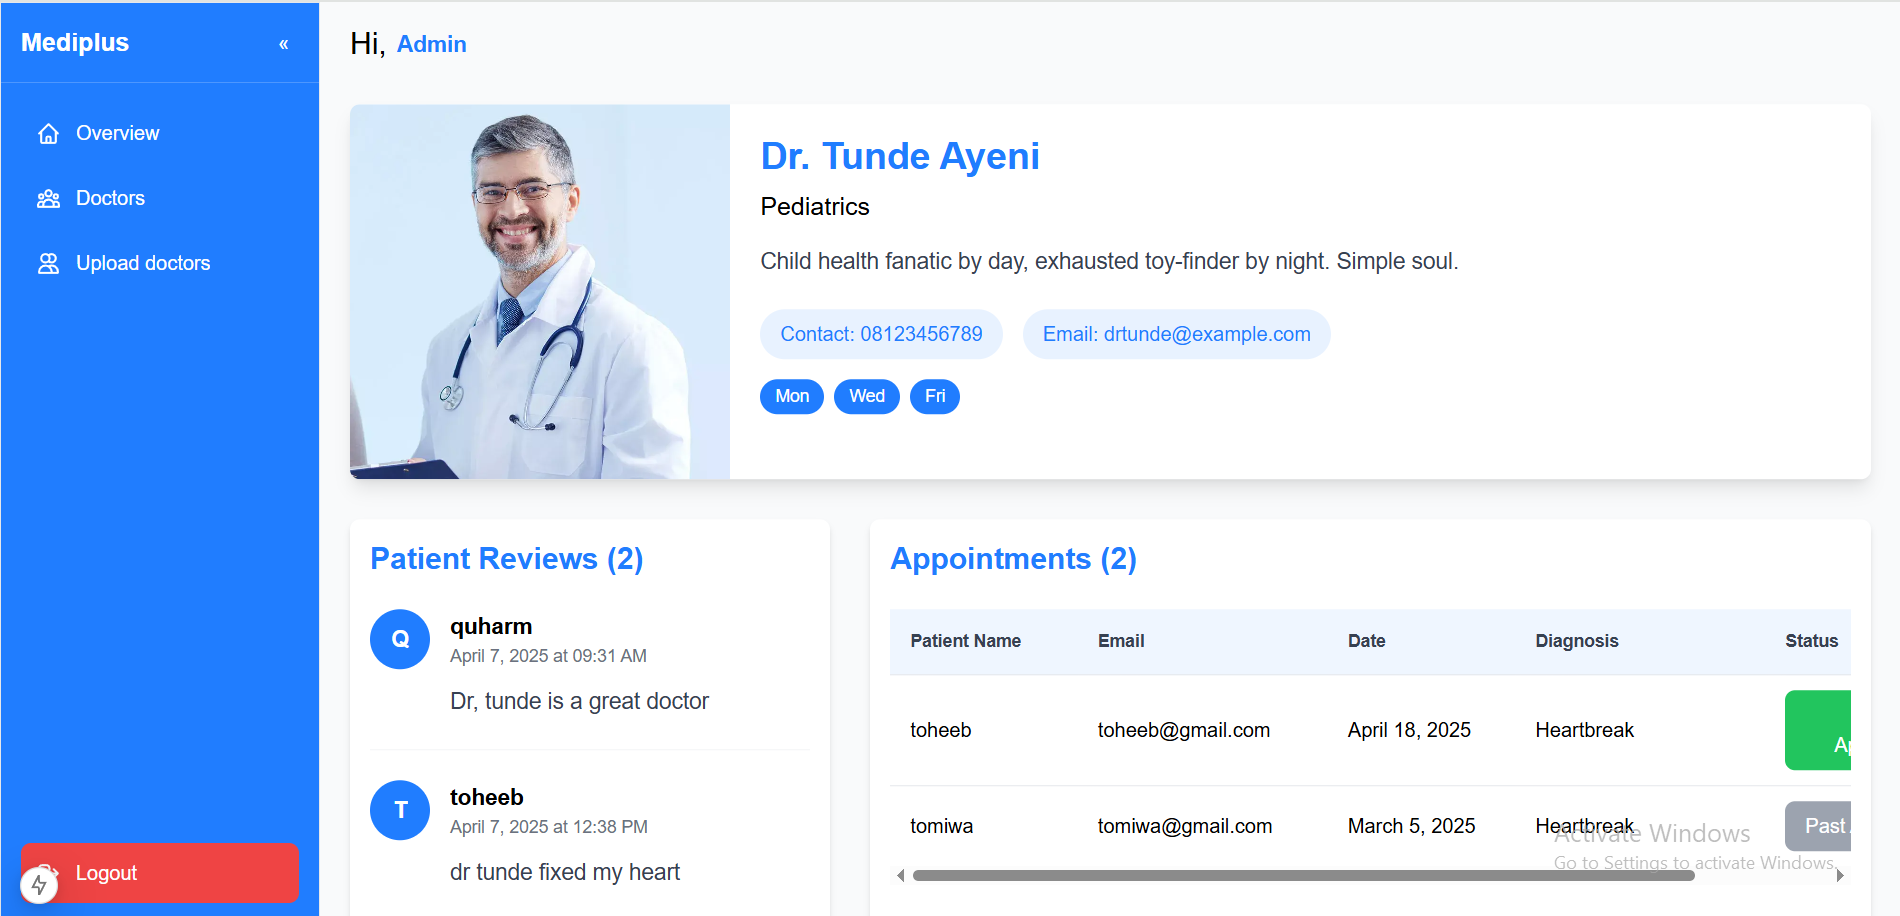 Mediplus «
Hi, Admin
Overview
Doctors
Upload doctors
Logout
Dr. Tunde Ayeni
Pediatrics
Child health fanatic by day, exhausted toy-finder by night. Simple soul.
Contact: 08123456789 Email: drtunde@example.com
Mon Wed Fri
Patient Reviews (2)
Q quharm
April 7, 2025 at 09:31 AM
Dr, tunde is a great doctor
T toheeb
April 7, 2025 at 12:38 PM
dr tunde fixed my heart
Appointments (2)
Patient Name Email Date Diagnosis Status
toheeb toheeb@gmail.com April 18, 2025 Heartbreak
tomiwa tomiwa@gmail.com March 5, 2025 Heartbreak Past
Activate Windows
Go to Settings to activate Windows.